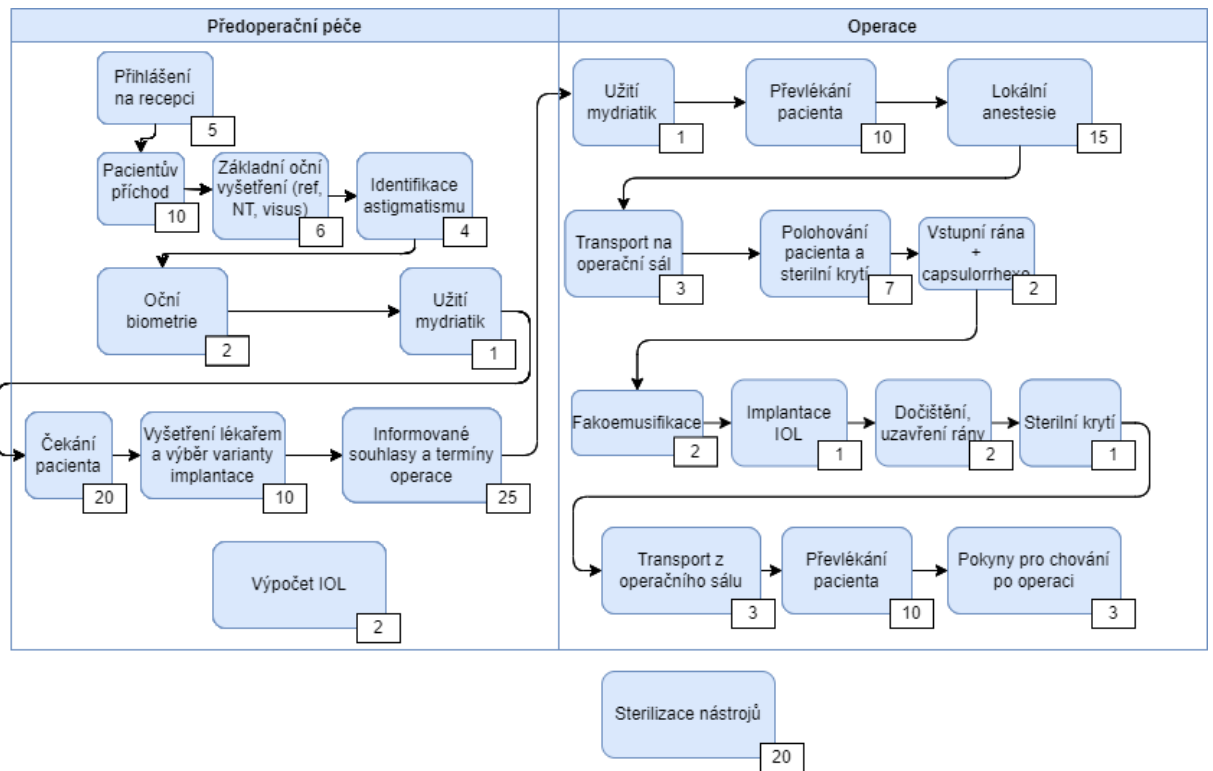 Předoperační péče
Operace
Přihlášení
na recepci
5
Pacientův
příchod
10
Základní oční
vyšetření (ref,
NT, visus)
6
Identifikace
astigmatismu
4
Oční
biometrie
2
Užití
mydriatik
1
Čekání
pacienta
20
Vyšetření lékařem
a výběr varianty
implantace
10
Informované
souhlasy a termíny
operace
25
Výpočet IOL
2
Užití
mydriatik
1
Převlékání
pacienta
10
Lokální
anestesie
15
Transport na
operační sál
3
Polohování
pacienta a
sterilní krytí
7
Vstupní rána
+
capsulorrhexe
2
Fakoemusifikace
2
Implantace
IOL
1
Dočištění,
uzavření rány
2
Sterilní krytí
1
Transport z
operačního sálu
3
Převlékání
pacienta
10
Pokyny pro chování
po operaci
3
Sterilizace nástrojů
20